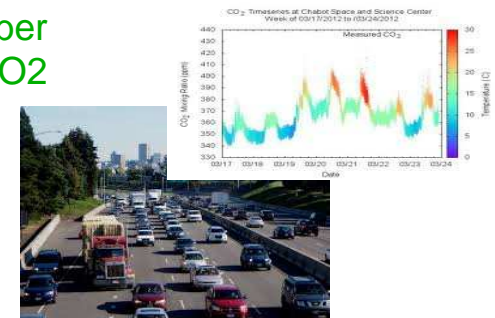 per
O2
CO2 Timeseries at Chabot Space and Science Center
Week of 03/17/2012 to 03/24/2012
Measured CO2
CO2 Mixing Ratio (ppm)
440
430
420
410
400
390
380
370
360
350
340
330
03/17 03/18 03/19 03/20 03/21 03/22 03/23 03/24
Date
30
25
20
15
10
5
0
Temperature (C)